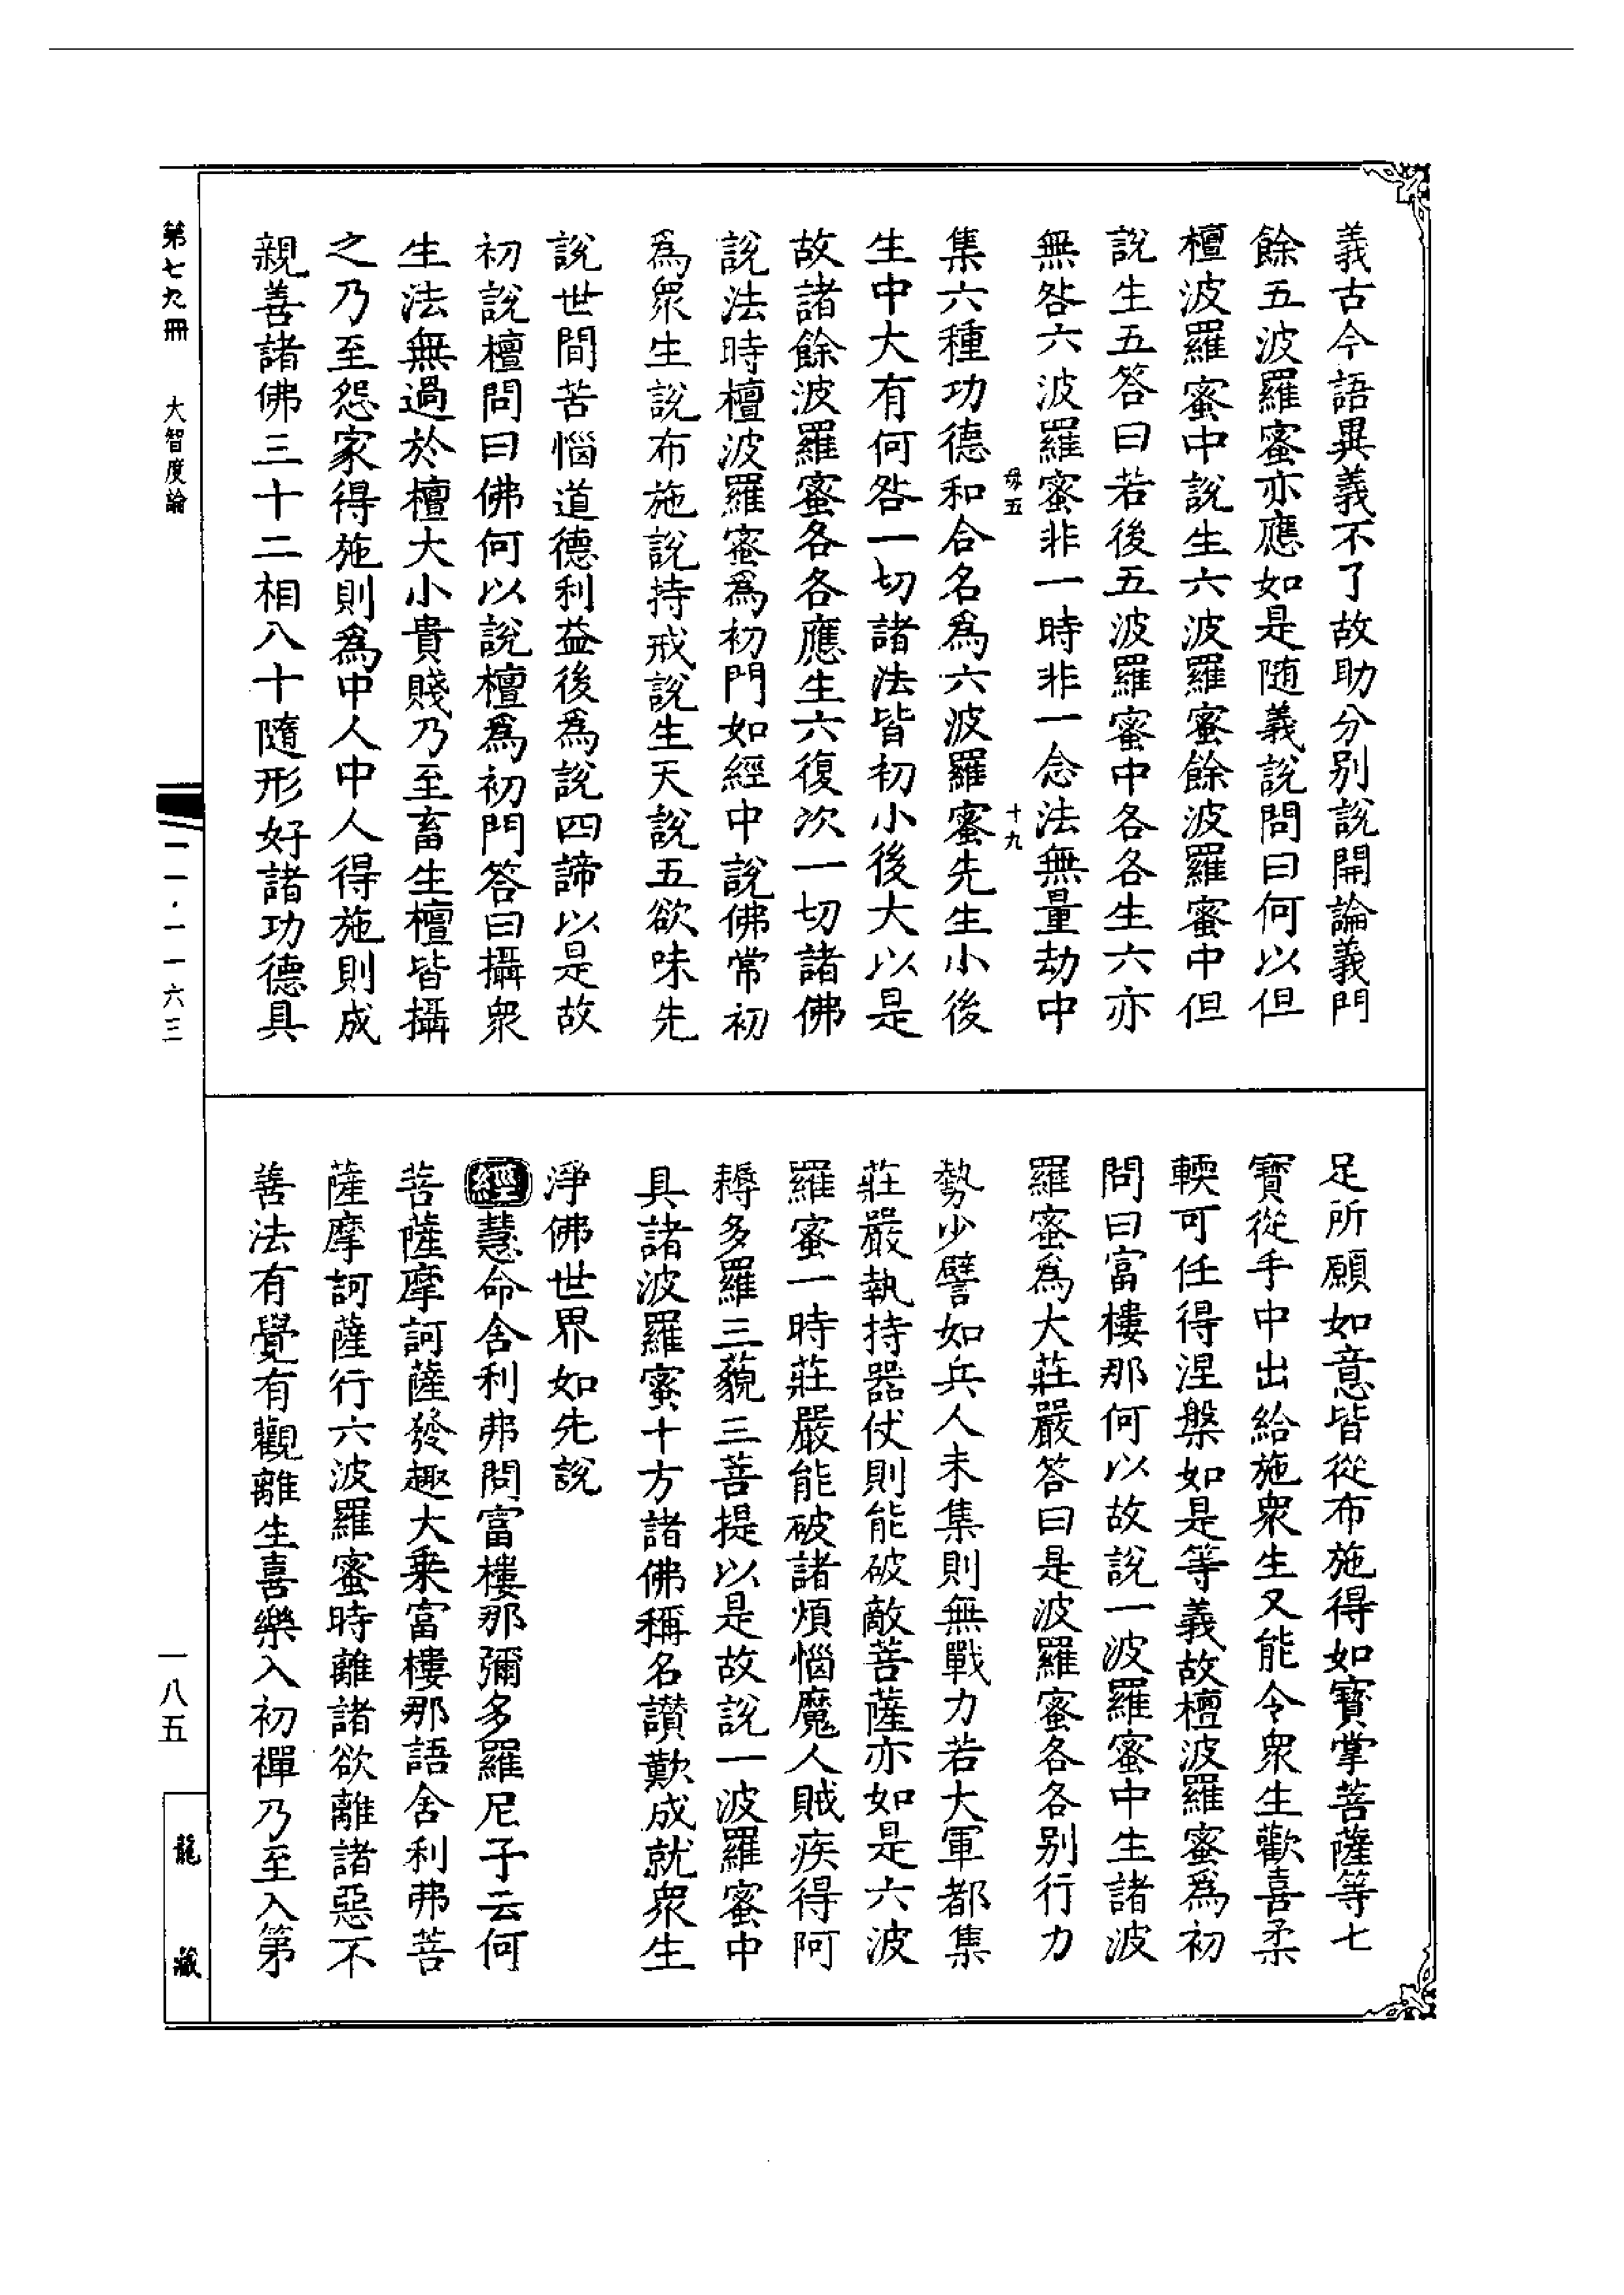 義古今語異義不了故助分別說開論義門
餘五波羅蜜亦應如是随義說問曰何以但
檀波羅蜜中說生六波羅蜜餘波羅蜜中但
說生五答曰若後五波羅蜜中各各生六亦
無咎六波羅蜜非一時非一念法無量劫中
母五
十九
集六種功德和合名爲六波羅蜜先生小後
生中大有何咎一切諸法皆初小後大以是
故諸餘波羅蜜各各應生六復次一切諸佛
說法時檀波羅蜜爲初門如經中說佛常初
爲衆生說布施說持戒說生天說五欲味先
說世間苦惱道德利益後爲說四諦以是故
初說檀問曰佛何以說檀爲初門答曰攝衆
生法無過於檀大小貴賤乃至畜生檀皆攝
之乃至怨家得施則爲中人中人得施則成
親善諸佛三十二相八十隨形好諸功德具
足所願如意皆從布施得如寶掌菩薩等七
寶從手中出給施衆生又能令衆生歡喜柔
輭可任得涅槃如是等義故檀波羅蜜爲初
問曰富樓那何以故說一波羅蜜中生諸波
羅蜜爲大莊嚴答曰是波羅蜜各各別行力
勢少譬如兵人未集則無戰力若大軍都集
莊嚴執持器仗則能破敵菩薩亦如是六波
羅蜜一時莊嚴能破諸煩惱魔人賊疾得阿
耨多羅三藐三菩提以是故說一波羅蜜中
具諸波羅蜜十方諸佛稱名讚歎成就衆生
淨佛世界如先說
經慧命舍利弗問富樓那彌多羅尼子云何
菩薩摩訶薩發趣大乘富樓那語舍利弗菩
薩摩訶薩行六波羅蜜時離諸欲離諸惡不
善法有覺有觀離生喜樂入初禪乃至入第
第七九冊
大智度論
一一·一一六三
一八五
龍藏